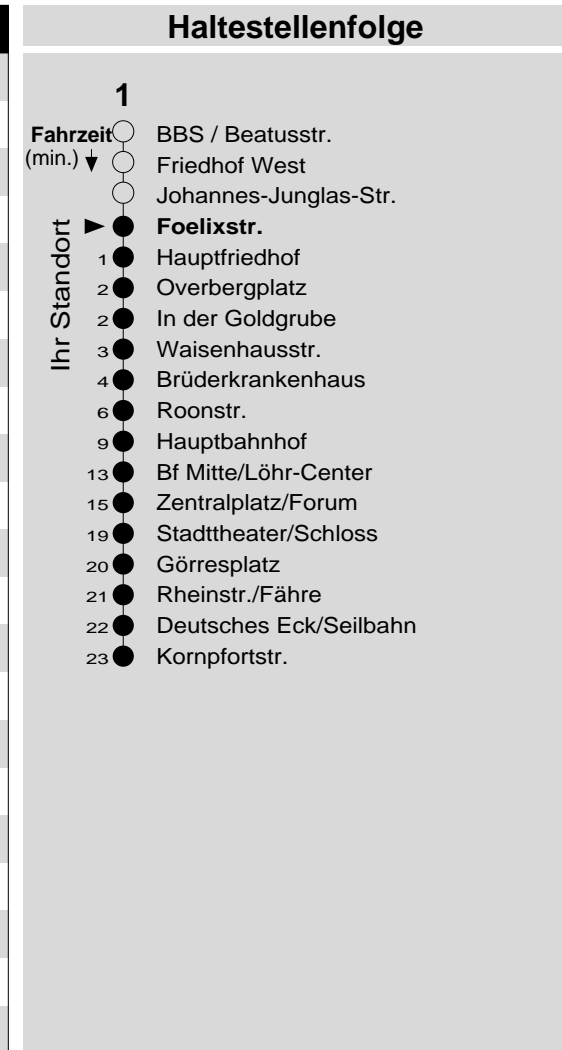 Haltestellenfolge
1
Fahrzeit
(min.)
Ihr Standort
BBS / Beatusstr.
Friedhof West
Johannes-Junglas-Str.
Foelixstr.
1 Hauptfriedhof
2 Overbergplatz
2 In der Goldgrube
3 Waisenhausstr.
4 Brüderkrankenhaus
6 Roonstr.
9 Hauptbahnhof
13 Bf Mitte/Löhr-Center
15 Zentralplatz/Forum
19 Stadttheater/Schloss
20 Görresplatz
21 Rheinstr./Fähre
22 Deutsches Eck/Seilbahn
23 Kornpfortstr.